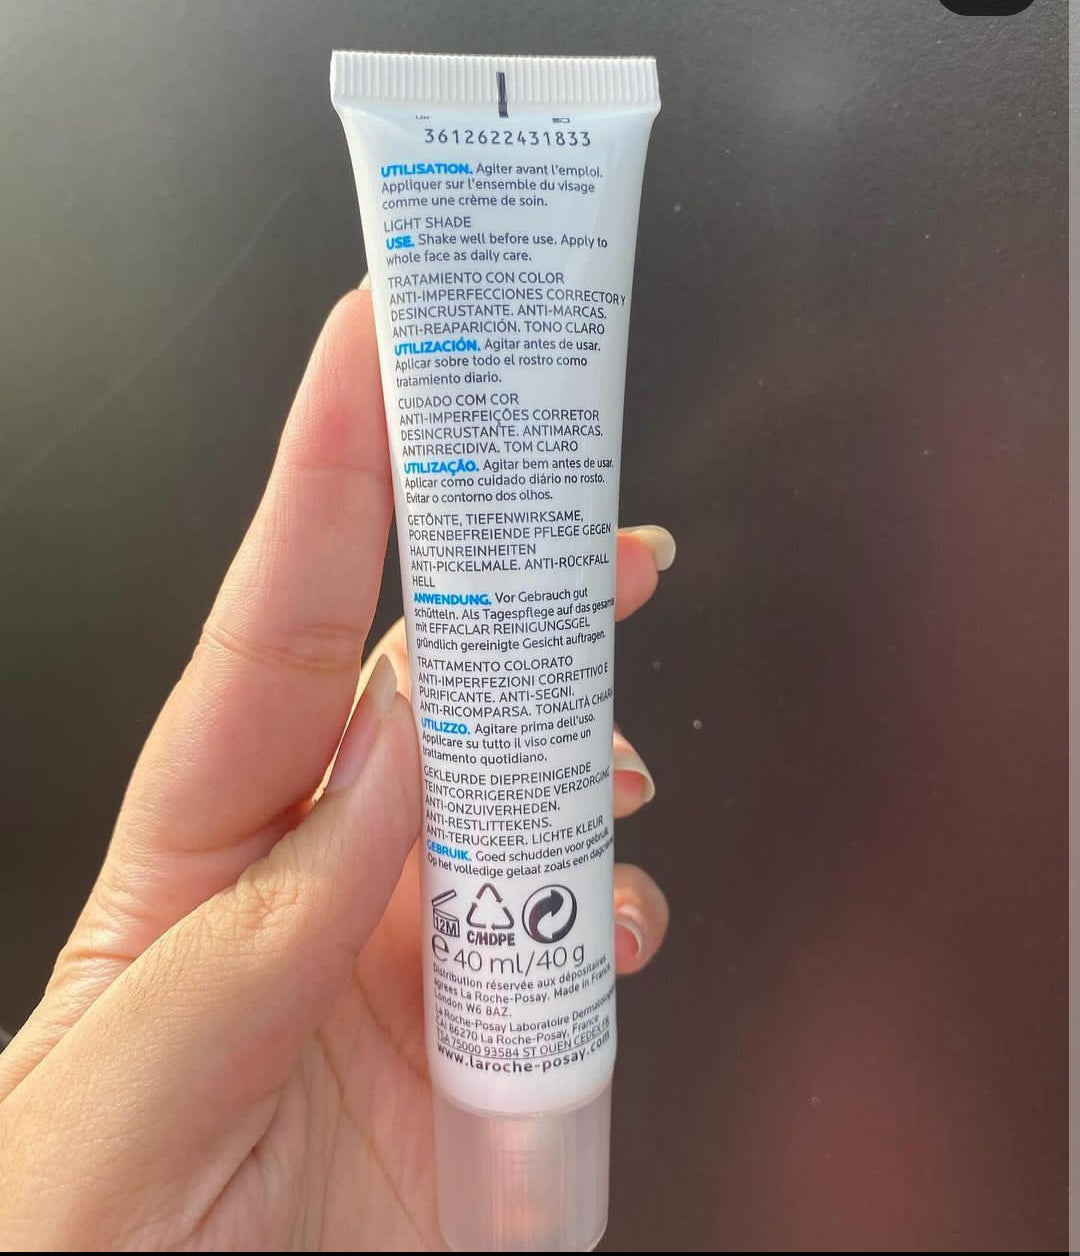 3612622431833
UTILISATION. Agiter avant l'emploi.
Appliquer sur l'ensemble du visage
comme une crème de soin.
LIGHT SHADE
USE. Shake well before use. Apply to
whole face as daily care.
TRATAMIENTO CON COLOR
ANTI-IMPERFECCIONES CORRECTOR Y
DESINCRUSTANTE. ANTI-MARCAS.
ANTI-REAPARICIÓN. TONO CLARO
UTILIZACIÓN. Agitar antes de usar.
Aplicar sobre todo el rostro como
tratamiento diario.
CUIDADO COM COR
ANTI-IMPERFEIÇÕES CORRETOR
DESINCRUSTANTE. ANTIMARCAS.
ANTIRRECIDIVA. TOM CLARO
UTILIZAÇÃO. Agitar bem antes de usar.
Aplicar como cuidado diário no rosto.
Evitar o contorno dos olhos.
GETÖNTE, TIEFENWIRKSAME,
PORENBEFREIENDE PFLEGE GEGEN
HAUTUNREINHEITEN
ANTI-PICKELMALE. ANTI-RÜCKFALL
HELL
ANWENDUNG. Vor Gebrauch gut
schütteln. Als Tagespflege auf das gesamte
mit EFFACLAR REINIGUNGSGEL
gründlich gereinigte Gesicht auftragen.
TRATTAMENTO COLORATO
ANTI-IMPERFEZIONI CORRETTIVO E
PURIFICANTE. ANTI-SEGNI.
ANTI-RICOMPARSA. TONALITÀ CHIARA
UTILIZZO. Agitare prima dell'uso.
Applicare su tutto il viso come un
trattamento quotidiano.
GEKLEURDE DIEPREINIGENDE
TEINTCORRIGERENDE VERZORGING
ANTI-ONZUIVERHEDEN.
ANTI-RESTLITTEKENS.
ANTI-TERUGKEER. LICHTE KLEUR
GEBRUIK. Goed schudden voor gebruik.
Op het volledige gelaat zoals een
12M
C/HDPE
e 40 ml/40 g
Distribution réservée aux dépositaires
agréés La Roche-Posay. Made in France
London W6 8AZ.
La Roche-Posay Laboratoire
CAI 86270 La Roche-Posay, France
TSA 75000 93584 ST OUEN CEDEX FR
www.laroche-posay.com